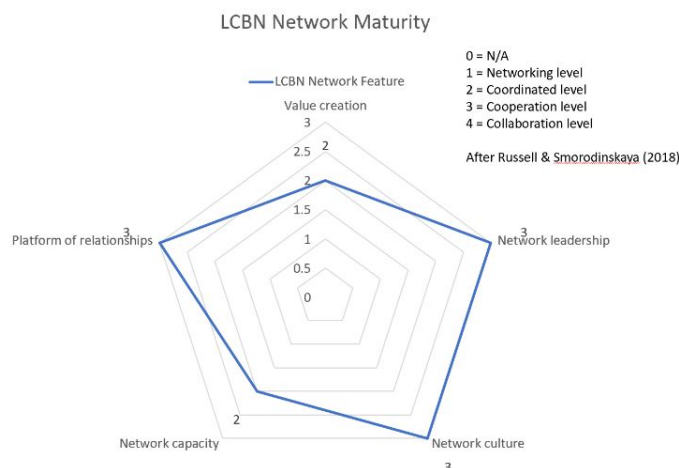 LCBN Network Maturity
0 = N/A
1 = Networking level
2 = Coordinated level
3 = Cooperation level
4 = Collaboration level
After Russell & Smorodinskaya (2018)
LCBN Network Feature
Value creation
3
2
2.5
2
1.5
1
0.5
0
3
Platform of relationships
3
Network leadership
2
Network capacity
Network culture
3